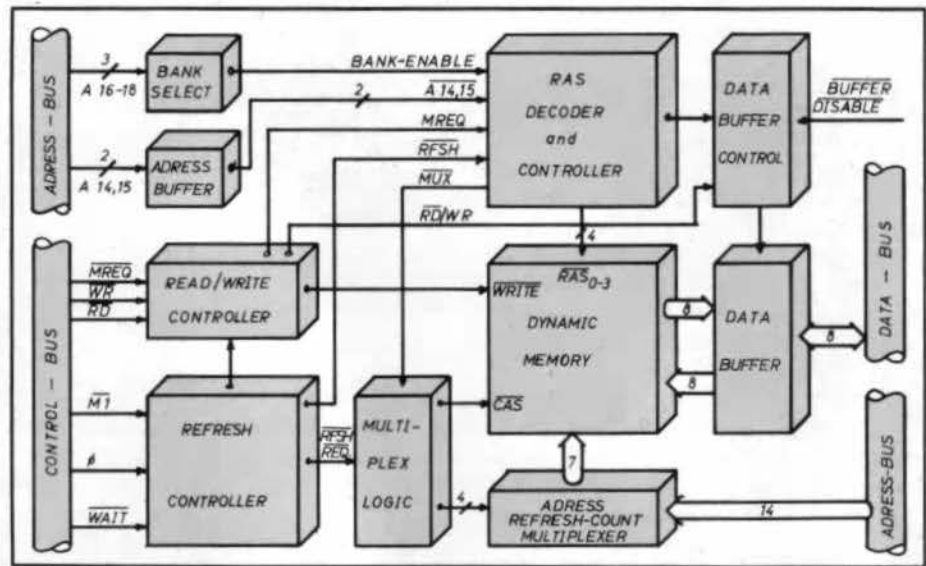 ADRESS-BUS
3
A 16-18
BANK
SELECT
2
A 14,15
ADRESS
BUFFER
BANK-ENABLE
2
A 14,15
MREQ
RFSH
MUX
RD/WR
RAS
DECODER
and
CONTROLLER
DATA
BUFFER
CONTROL
BUFFER
DISABLE
CONTROL-BUS
MREQ
WR
RD
READ/WRITE
CONTROLLER
4
RAS0-3
WRITE
DYNAMIC
MEMORY
CAS
8
8
DATA
BUFFER
8
DATA-BUS
M1
ø
WAIT
REFRESH
CONTROLLER
RFSH
REQ
MULTI-
PLEX
LOGIC
4
7
ADRESS
REFRESH-COUNT
MULTIPLEXER
14
ADRESS-BUS